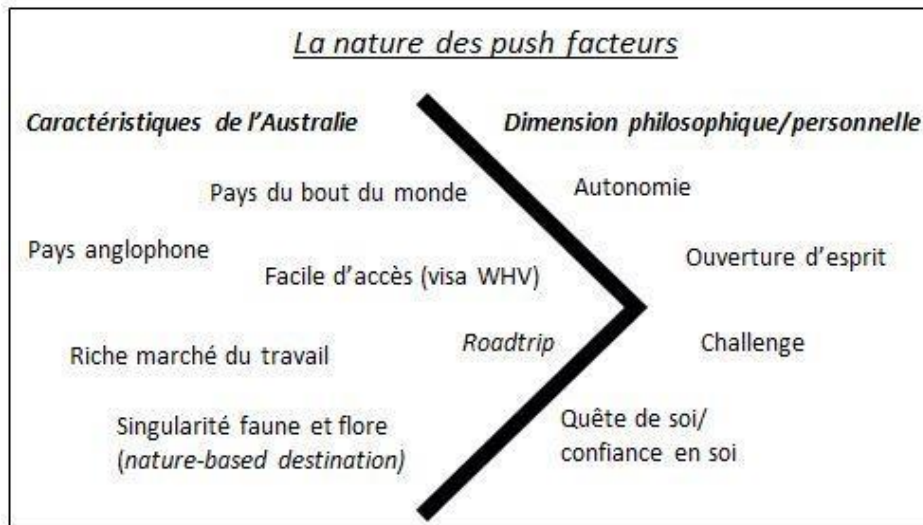 La nature des push facteurs
Caractéristiques de l'Australie
Dimension philosophique/personnelle
Pays du bout du monde
Autonomie
Pays anglophone
Ouverture d'esprit
Facile d'accès (visa WHV)
Roadtrip
Challenge
Riche marché du travail
Singularité faune et flore
(nature-based destination)
Quête de soi/
confiance en soi